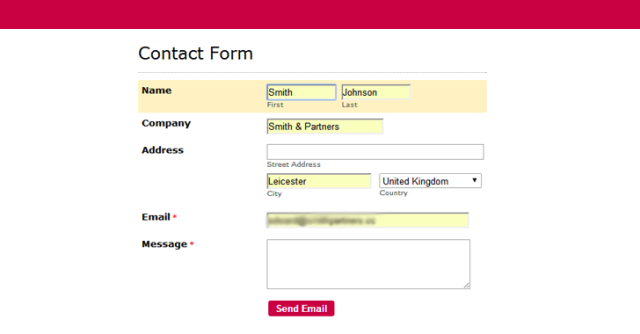 Contact Form
Name Smith Johnson
First Last
Company Smith & Partners
Address
Street Address
Leicester United Kingdom
City Country
Email *
Message *
Send Email